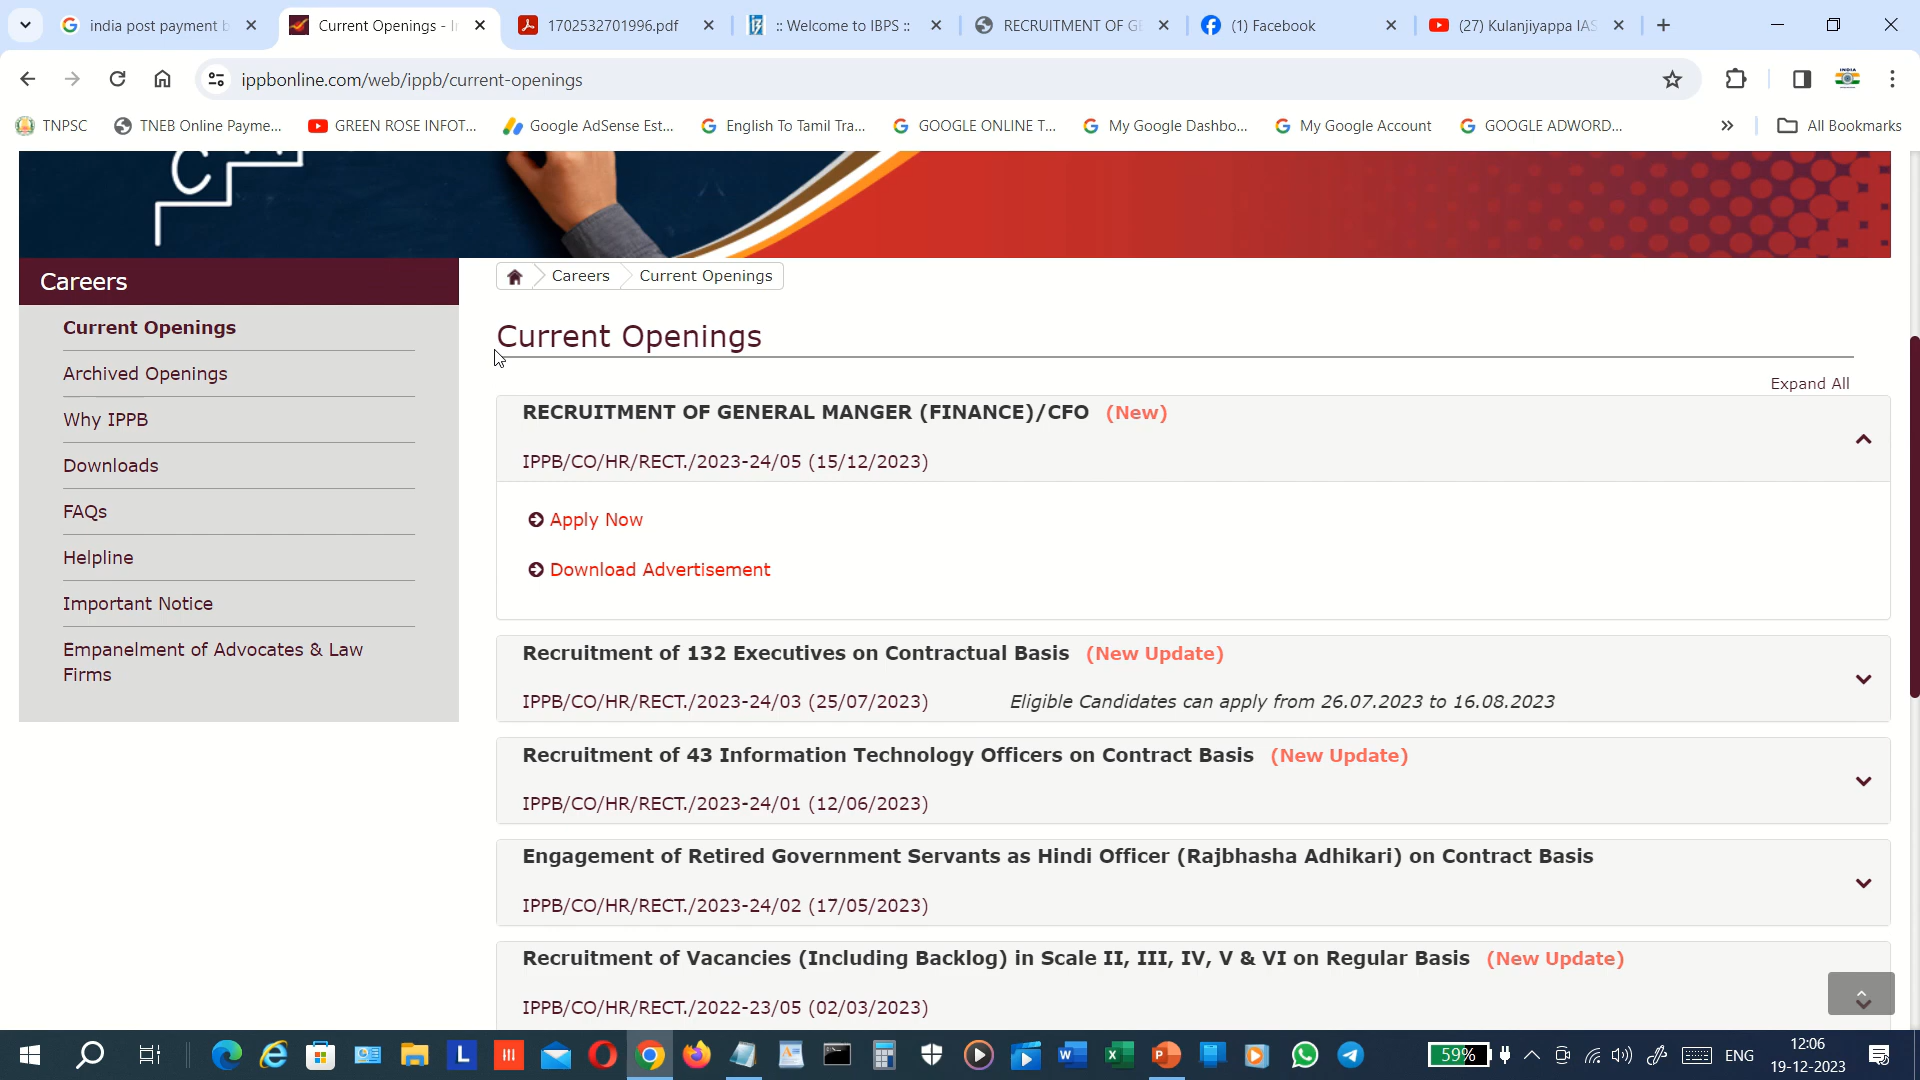 india post payment b
Current Openings - In
1702532701996.pdf
:: Welcome to IBPS ::
RECRUITMENT OF GE
(1) Facebook
(27) Kulanjiyappa IAS
ippbonline.com/web/ippb/current-openings
TNPSC
TNEB Online Payme...
GREEN ROSE INFOT...
Google AdSense Est...
English To Tamil Tra...
GOOGLE ONLINE T...
My Google Dashbo...
My Google Account
GOOGLE ADWORD...
All Bookmarks
Careers
Current Openings
Archived Openings
Why IPPB
Downloads
FAQs
Helpline
Important Notice
Empanelment of Advocates & Law
Firms
Careers
Current Openings
Current Openings
Expand All
RECRUITMENT OF GENERAL MANGER (FINANCE)/CFO (New)
IPPB/CO/HR/RECT./2023-24/05 (15/12/2023)
Apply Now
Download Advertisement
Recruitment of 132 Executives on Contractual Basis (New Update)
IPPB/CO/HR/RECT./2023-24/03 (25/07/2023) Eligible Candidates can apply from 26.07.2023 to 16.08.2023
Recruitment of 43 Information Technology Officers on Contract Basis (New Update)
IPPB/CO/HR/RECT./2023-24/01 (12/06/2023)
Engagement of Retired Government Servants as Hindi Officer (Rajbhasha Adhikari) on Contract Basis
IPPB/CO/HR/RECT./2023-24/02 (17/05/2023)
Recruitment of Vacancies (Including Backlog) in Scale II, III, IV, V & VI on Regular Basis (New Update)
IPPB/CO/HR/RECT./2022-23/05 (02/03/2023)
59%
ENG
12:06
19-12-2023